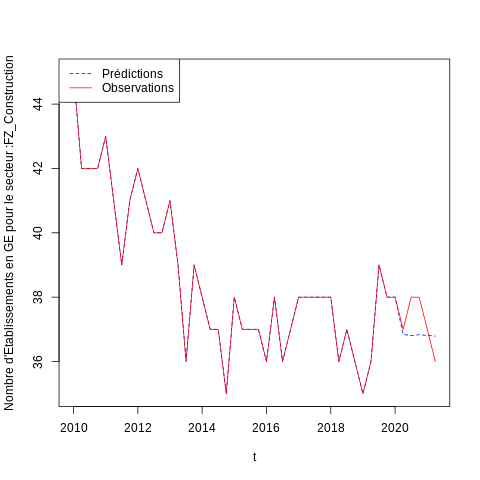 Nombre d'Etablissements en GE pour le secteur :FZ_Construction
Prédictions
Observations
44
42
40
38
36
2010 2012 2014 2016 2018 2020
t